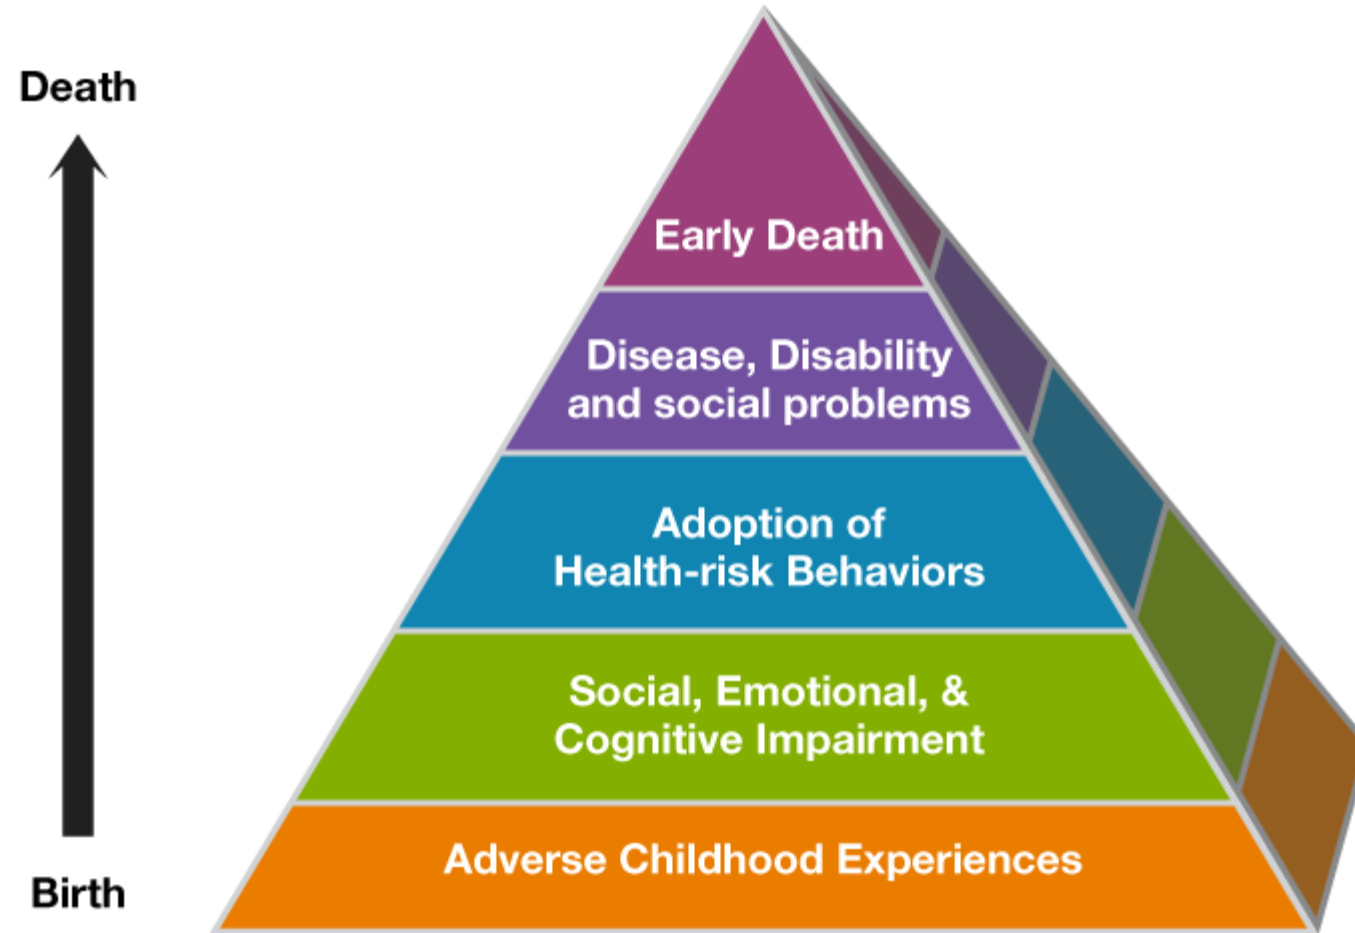 Death
Early Death
Disease, Disability
and social problems
Adoption of
Health-risk Behaviors
Social, Emotional, &
Cognitive Impairment
Adverse Childhood Experiences
Birth